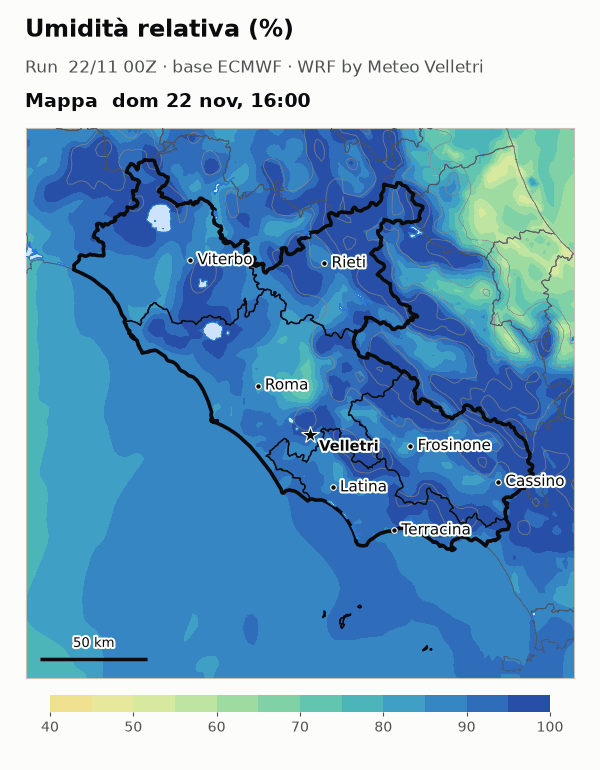 Umidità relativa (%)
Run 22/11 00Z · base ECMWF · WRF by Meteo Velletri
Mappa dom 22 nov, 16:00
Viterbo
Rieti
Roma
Velletri
Frosinone
Cassino
Latina
Terracina
50 km
40 50 60 70 80 90 100